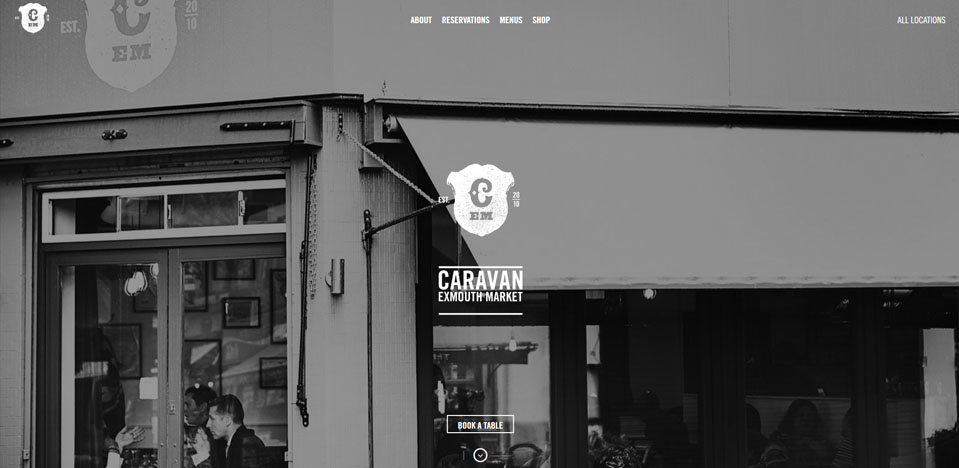 C
EM
EST.
20
10
C
EM
ABOUT RESERVATIONS MENUS SHOP
ALL LOCATIONS
EST.
C
EM
20
10
CARAVAN
EXMOUTH MARKET
BOOK A TABLE